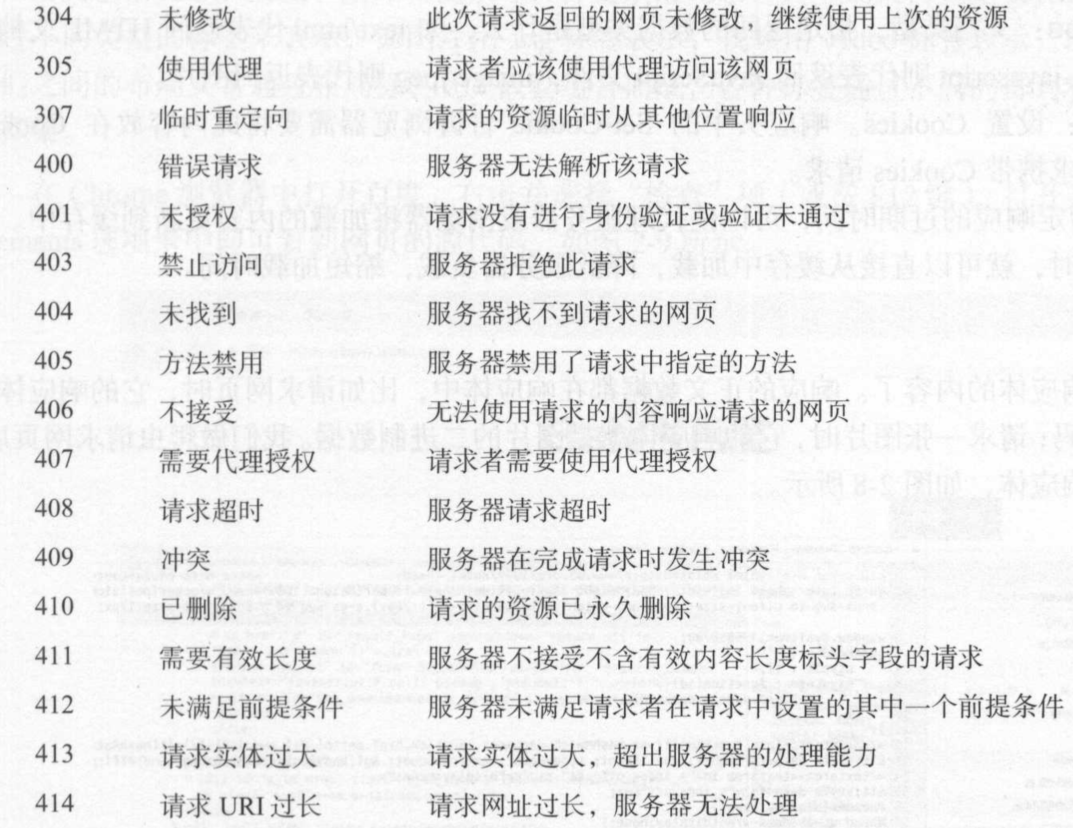 304 未修改 此次请求返回的网页未修改，继续使用上次的资源
305 使用代理 请求者应该使用代理访问该网页
307 临时重定向 请求的资源临时从其他位置响应
400 错误请求 服务器无法解析该请求
401 未授权 请求没有进行身份验证或验证未通过
403 禁止访问 服务器拒绝此请求
404 未找到 服务器找不到请求的网页
405 方法禁用 服务器禁用了请求中指定的方法
406 不接受 无法使用请求的内容响应请求的网页
407 需要代理授权 请求者需要使用代理授权
408 请求超时 服务器请求超时
409 冲突 服务器在完成请求时发生冲突
410 已删除 请求的资源已永久删除
411 需要有效长度 服务器不接受不含有效内容长度标头字段的请求
412 未满足前提条件 服务器未满足请求者在请求中设置的其中一个前提条件
413 请求实体过大 请求实体过大，超出服务器的处理能力
414 请求 URI 过长 请求网址过长，服务器无法处理